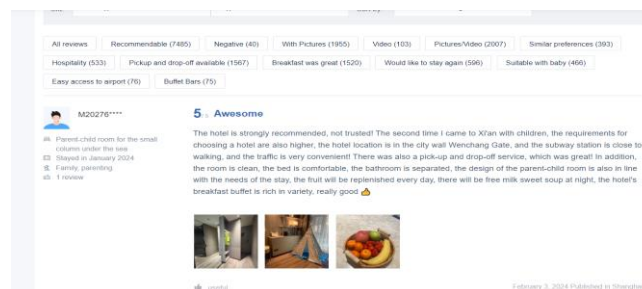 All reviews Recommendable (7485) Negative (40) With Pictures (1955) Video (103) Pictures/Video (2007) Similar preferences (393)
Hospitality (533) Pickup and drop-off available (1567) Breakfast was great (1520) Would like to stay again (596) Suitable with baby (466)
Easy access to airport (76) Buffet Bars (75)
M20276****
Parent-child room for the small
column under the sea
Stayed in January 2024
Family, parenting
1 review
5 Awesome
The hotel is strongly recommended, not trusted! The second time I came to Xi'an with children, the requirements for
choosing a hotel are also higher, the hotel location is in the city wall Wenchang Gate, and the subway station is close to
walking, and the traffic is very convenient! There was also a pick-up and drop-off service, which was great! In addition,
the room is clean, the bed is comfortable, the bathroom is separated, the design of the parent-child room is also in line
with the needs of the stay, the fruit will be replenished every day, there will be free milk sweet soup at night, the hotel's
breakfast buffet is rich in variety, really good 👍
useful
February 3, 2024 Published in Shanghai